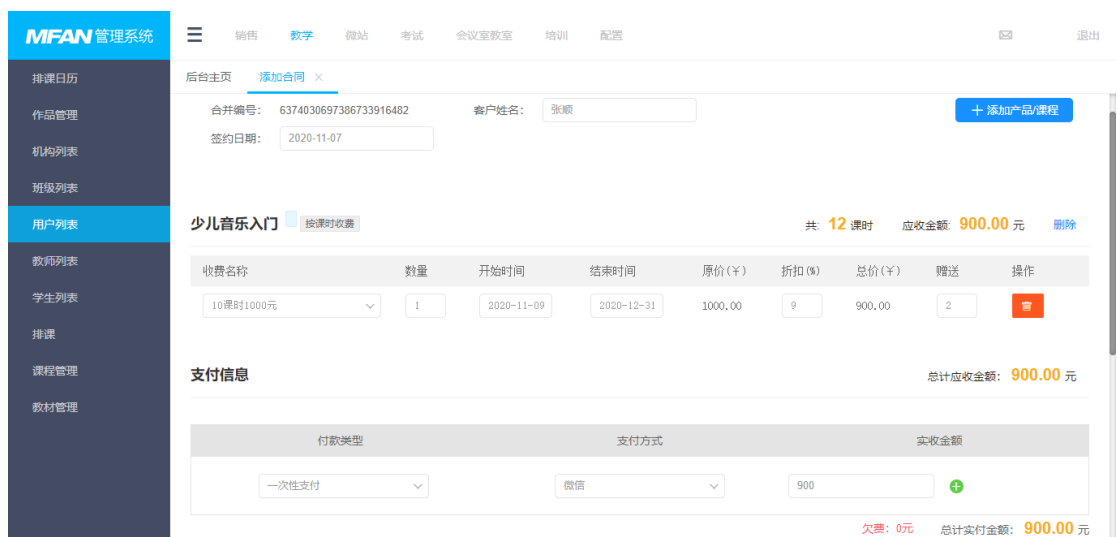 MFAN管理系统 销售 教学 微站 考试 会议室教室 培训 配置 退出
排课日历
作品管理
机构列表
班级列表
用户列表
教师列表
学生列表
排课
课程管理
教材管理
后台主页 添加合同 ×
合并编号： 6374030697386733916482 客户姓名： 张顺 + 添加产品/课程
签约日期： 2020-11-07
少儿音乐入门 按课时收费 共: 12 课时 应收金额: 900.00 元 删除
收费名称 数量 开始时间 结束时间 原价(¥) 折扣(%) 总价(¥) 赠送 操作
10课时1000元 1 2020-11-09 2020-12-31 1000.00 9 900.00 2
支付信息 总计应收金额： 900.00 元
付款类型 支付方式 实收金额
一次性支付 微信 900
欠费：0元 总计实付金额： 900.00 元